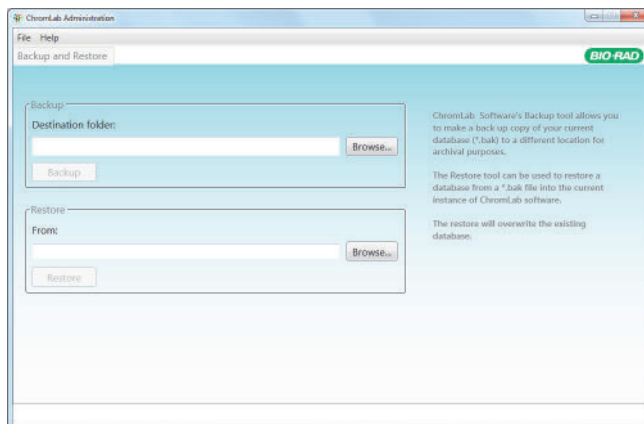 ChromLab Administration
File Help
Backup and Restore
BIO-RAD
Backup
Destination folder:
Browse...
Backup
Restore
From:
Browse...
Restore
ChromLab Software's Backup tool allows you
to make a back up copy of your current
database (*.bak) to a different location for
archival purposes.
The Restore tool can be used to restore a
database from a *.bak file into the current
instance of ChromLab software.
The restore will overwrite the existing
database.